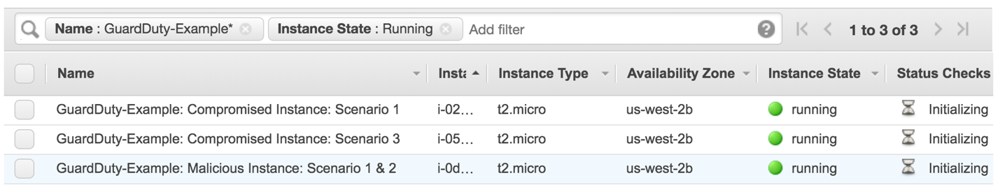 Name : GuardDuty-Example* Instance State : Running Add filter ? 1 to 3 of 3
Name Insta Instance Type Availability Zone Instance State Status Checks
GuardDuty-Example: Compromised Instance: Scenario 1 i-02... t2.micro us-west-2b running Initializing
GuardDuty-Example: Compromised Instance: Scenario 3 i-05... t2.micro us-west-2b running Initializing
GuardDuty-Example: Malicious Instance: Scenario 1 & 2 i-0d... t2.micro us-west-2b running Initializing